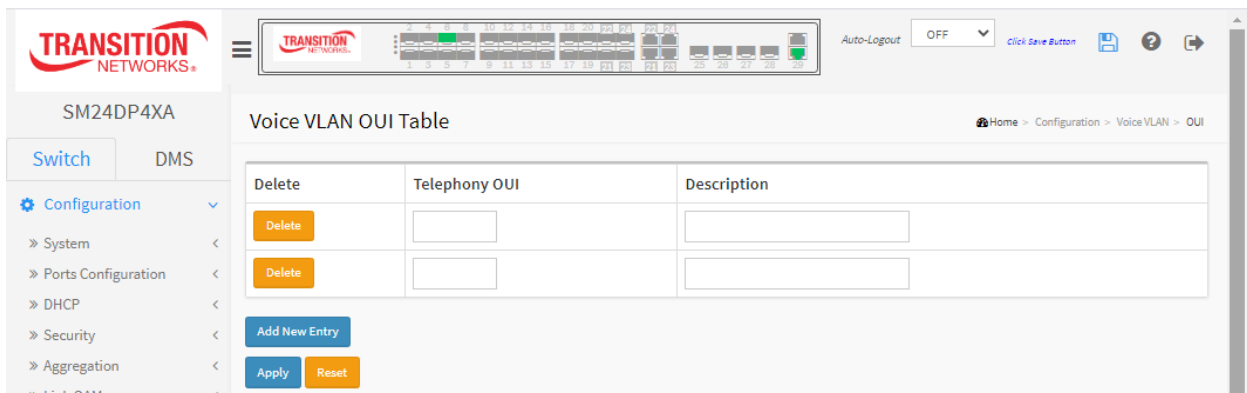 TRANSITION
NETWORKS®
TRANSITION
NETWORKS
2 4 6 8 10 12 14 16 18 20 22 24 22 24
1 3 5 7 9 11 13 15 17 19 21 23 21 23 25 26 27 28 29
Auto-Logout OFF Click Save Button
SM24DP4XA
Switch DMS
Voice VLAN OUI Table
Home > Configuration > Voice VLAN > OUI
Configuration
» System
» Ports Configuration
» DHCP
» Security
» Aggregation
Delete Telephony OUI Description
Delete
Delete
Add New Entry
Apply Reset